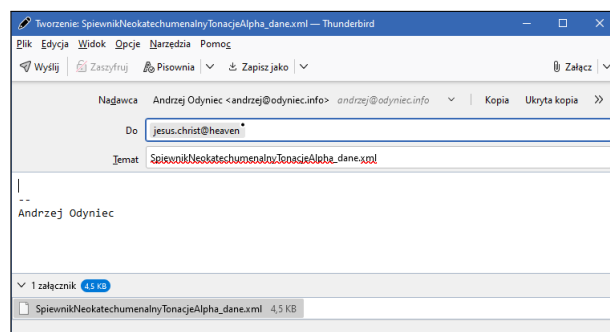 Tworzenie: SpiewnikNeokatechumenalnyTonacjeAlpha_dane.xml — Thunderbird
Plik Edycja Widok Opcje Narzędzia Pomoc
Wyślij Zaszyfruj Pisownia Zapisz jako Załącz
Nadawca Andrzej Odyniec <andrzej@odyniec.info> andrzej@odyniec.info Kopia Ukryta kopia
Do jesus.christ@heaven
Temat SpiewnikNeokatechumenalnyTonacjeAlpha_dane.xml
--
Andrzej Odyniec
1 załącznik 4,5 KB
SpiewnikNeokatechumenalnyTonacjeAlpha_dane.xml 4,5 KB